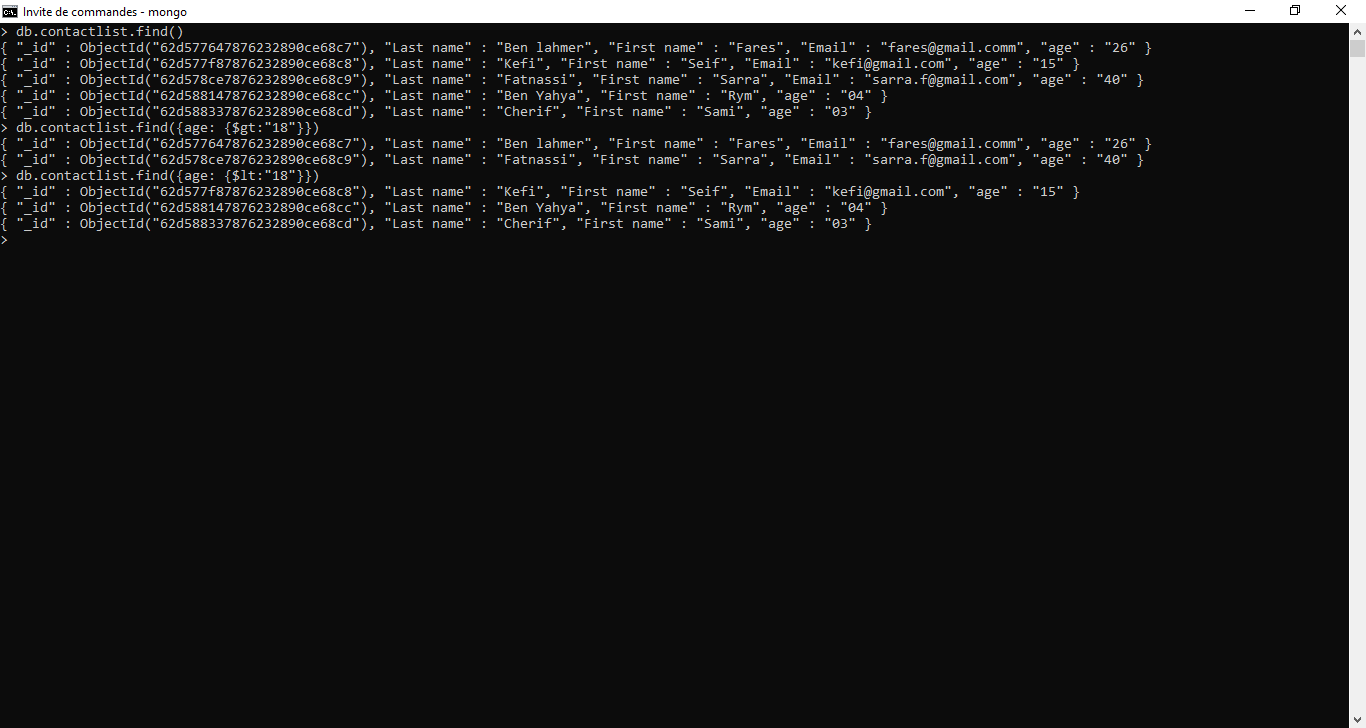 Invite de commandes - mongo
> db.contactlist.find()
{ "_id" : ObjectId("62d577647876232890ce68c7"), "Last name" : "Ben lahmer", "First name" : "Fares", "Email" : "fares@gmail.comm", "age" : "26" }
{ "_id" : ObjectId("62d577f87876232890ce68c8"), "Last name" : "Kefi", "First name" : "Seif", "Email" : "kefi@gmail.com", "age" : "15" }
{ "_id" : ObjectId("62d578ce7876232890ce68c9"), "Last name" : "Fatnassi", "First name" : "Sarra", "Email" : "sarra.f@gmail.com", "age" : "40" }
{ "_id" : ObjectId("62d588147876232890ce68cc"), "Last name" : "Ben Yahya", "First name" : "Rym", "age" : "04" }
{ "_id" : ObjectId("62d588337876232890ce68cd"), "Last name" : "Cherif", "First name" : "Sami", "age" : "03" }
> db.contactlist.find({age: {$gt:"18"}})
{ "_id" : ObjectId("62d577647876232890ce68c7"), "Last name" : "Ben lahmer", "First name" : "Fares", "Email" : "fares@gmail.comm", "age" : "26" }
{ "_id" : ObjectId("62d578ce7876232890ce68c9"), "Last name" : "Fatnassi", "First name" : "Sarra", "Email" : "sarra.f@gmail.com", "age" : "40" }
> db.contactlist.find({age: {$lt:"18"}})
{ "_id" : ObjectId("62d577f87876232890ce68c8"), "Last name" : "Kefi", "First name" : "Seif", "Email" : "kefi@gmail.com", "age" : "15" }
{ "_id" : ObjectId("62d588147876232890ce68cc"), "Last name" : "Ben Yahya", "First name" : "Rym", "age" : "04" }
{ "_id" : ObjectId("62d588337876232890ce68cd"), "Last name" : "Cherif", "First name" : "Sami", "age" : "03" }
>